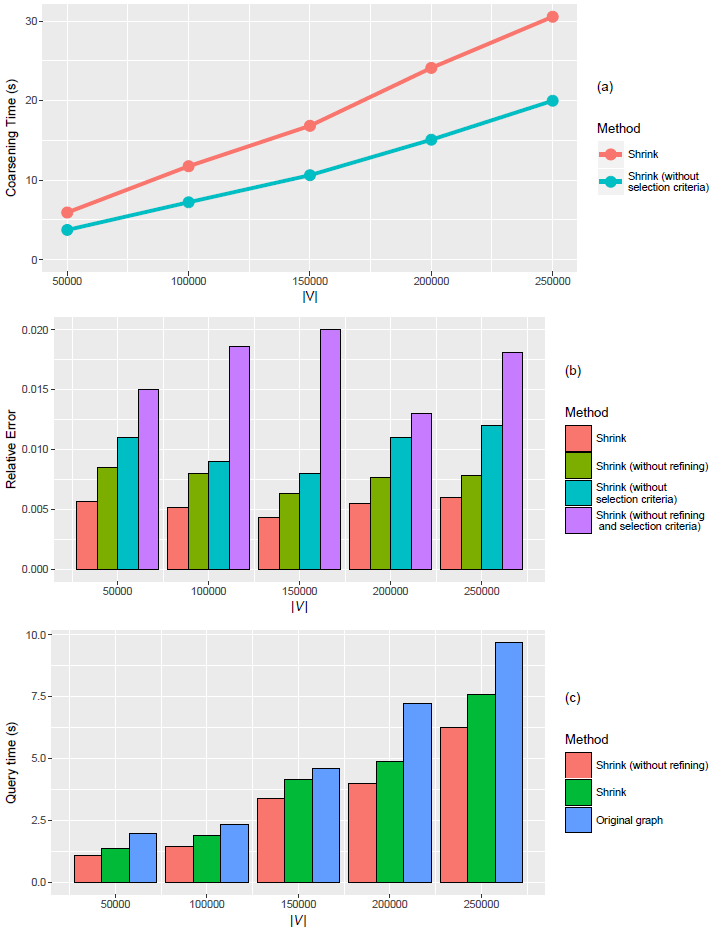 30
20
10
0
Coarsening Time (s)
50000 100000 150000 200000 250000
|V|
(a)
Method
Shrink
Shrink (without
selection criteria)
0.020
0.015
0.010
0.005
0.000
Relative Error
50000 100000 150000 200000 250000
|V|
(b)
Method
Shrink
Shrink (without refining)
Shrink (without
selection criteria)
Shrink (without refining
and selection criteria)
10.0
7.5
5.0
2.5
0.0
Query time (s)
50000 100000 150000 200000 250000
|V|
(c)
Method
Shrink (without refining)
Shrink
Original graph